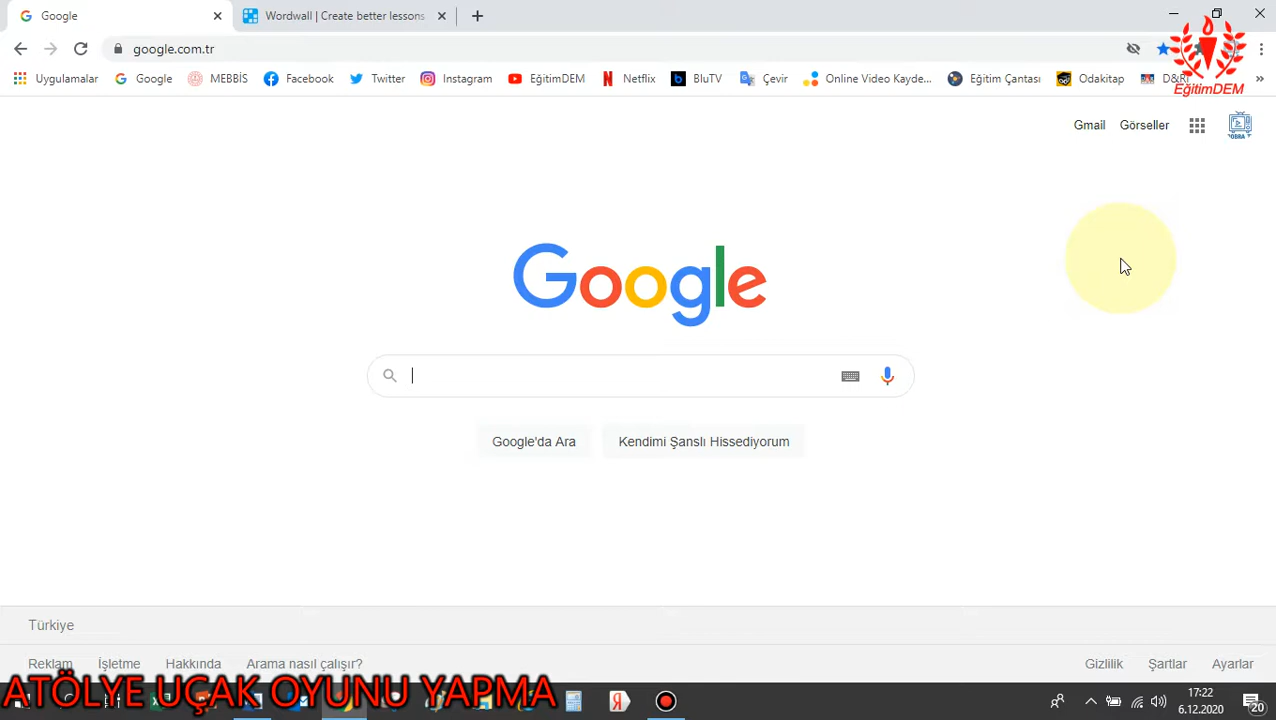 Google
Wordwall | Create better lessons
google.com.tr
Uygulamalar Google MEBBİS Facebook Twitter Instagram EğitimDEM Netflix BluTV Çevir Online Video Kayde... Eğitim Çantası Odakitap D&R
EğitimDEM
Gmail Görseller
Google
Google'da Ara Kendimi Şanslı Hissediyorum
Türkiye
Reklam İşletme Hakkında Arama nasıl çalışır? Gizlilik Şartlar Ayarlar
ATÖLYE UÇAK OYUNU YAPMA
17:22
6.12.2020
20